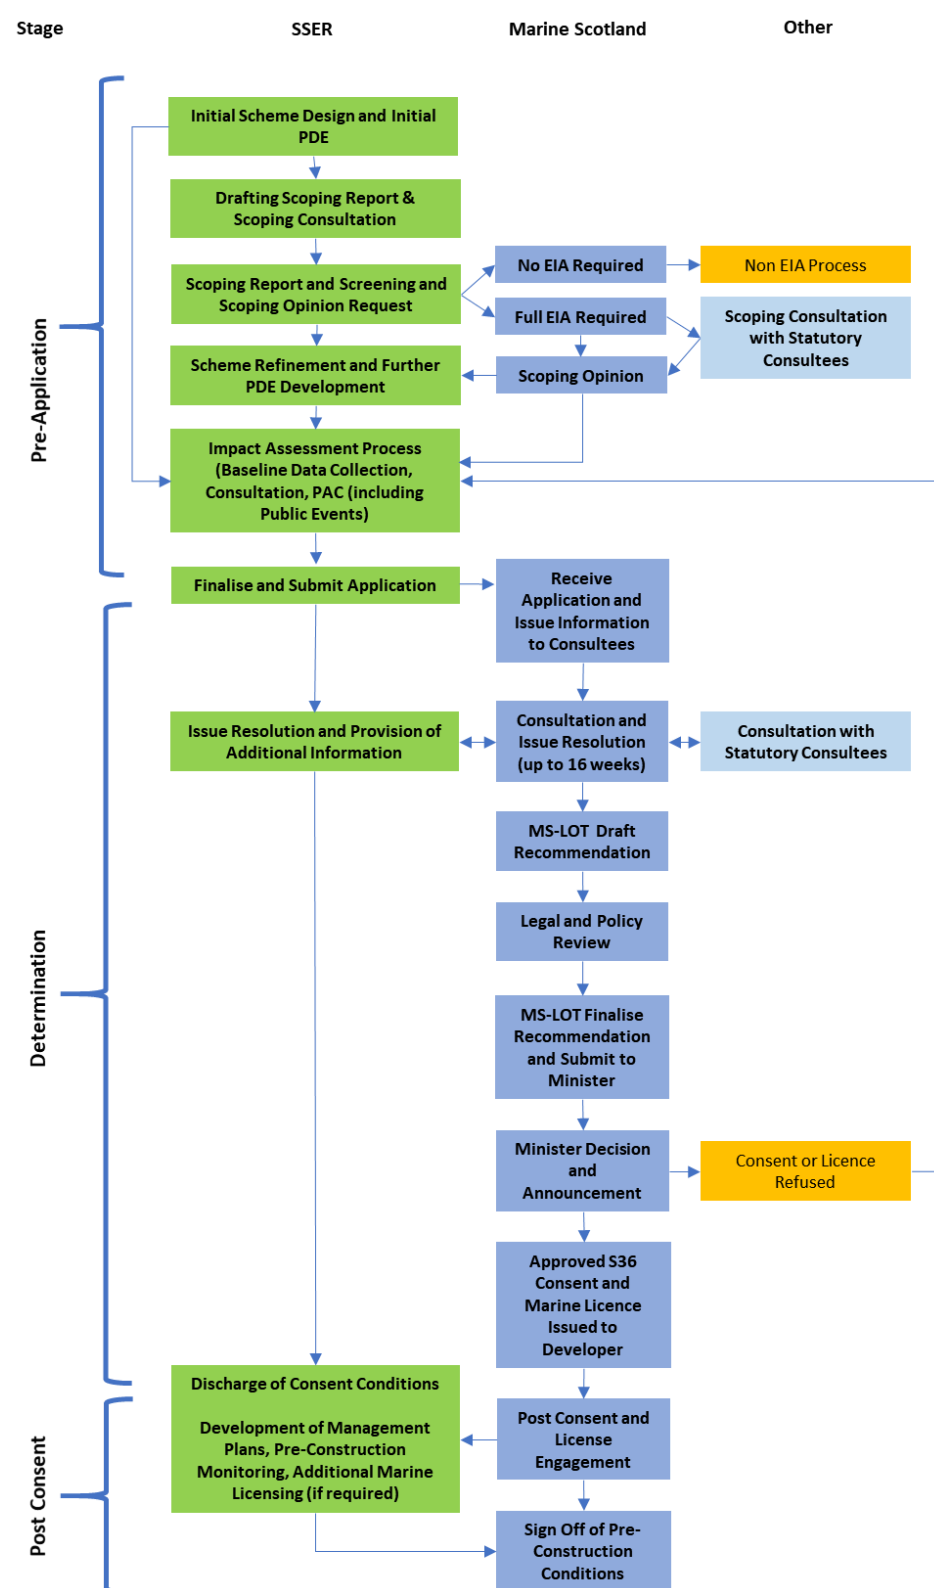 Stage
SSER
Marine Scotland
Other
Pre-Application
Initial Scheme Design and Initial
PDE
Drafting Scoping Report &
Scoping Consultation
Scoping Report and Screening and
Scoping Opinion Request
No EIA Required
Non EIA Process
Full EIA Required
Scoping Consultation
with Statutory
Consultees
Scheme Refinement and Further
PDE Development
Scoping Opinion
Impact Assessment Process
(Baseline Data Collection,
Consultation, PAC (including
Public Events)
Finalise and Submit Application
Receive
Application and
Issue Information
to Consultees
Determination
Issue Resolution and Provision of
Additional Information
Consultation and
Issue Resolution
(up to 16 weeks)
Consultation with
Statutory Consultees
MS-LOT Draft
Recommendation
Legal and Policy
Review
MS-LOT Finalise
Recommendation
and Submit to
Minister
Minister Decision
and
Announcement
Consent or Licence
Refused
Approved S36
Consent and
Marine Licence
Issued to
Developer
Post Consent
Discharge of Consent Conditions
Development of Management
Plans, Pre-Construction
Monitoring, Additional Marine
Licensing (if required)
Post Consent and
License
Engagement
Sign Off of Pre-
Construction
Conditions